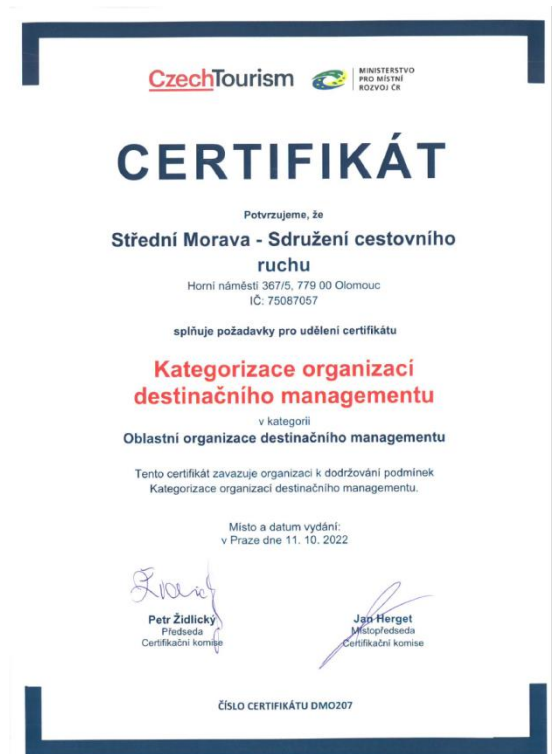 CzechTourism
MINISTERSTVO
PRO MÍSTNÍ
ROZVOJ ČR
CERTIFIKÁT
Potvrzujeme, že
Střední Morava - Sdružení cestovního
ruchu
Horní náměstí 367/5, 779 00 Olomouc
IČ: 75087057
splňuje požadavky pro udělení certifikátu
Kategorizace organizací
destinačního managementu
v kategorii
Oblastní organizace destinačního managementu
Tento certifikát zavazuje organizaci k dodržování podmínek
Kategorizace organizací destinačního managementu.
Místo a datum vydání:
v Praze dne 11. 10. 2022
Petr Židlický
Předseda
Certifikační komise
Jan Herget
Místopředseda
Certifikační komise
ČÍSLO CERTIFIKÁTU DMO207